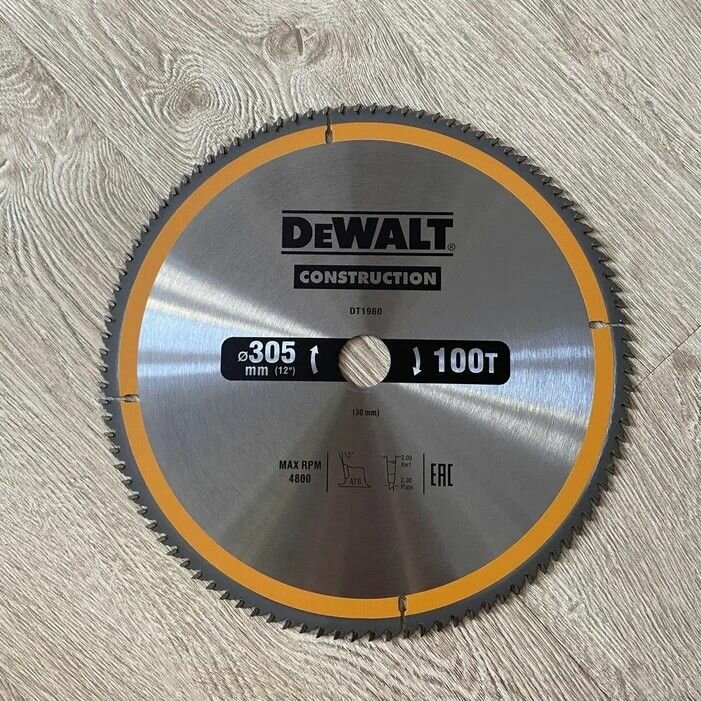 DEWALT®
CONSTRUCTION
DT1960
ø305
mm (12")
100T
(30 mm)
MAX RPM
4800
15°
ATB
3.00
Kerf
2.00
Plate
EAC